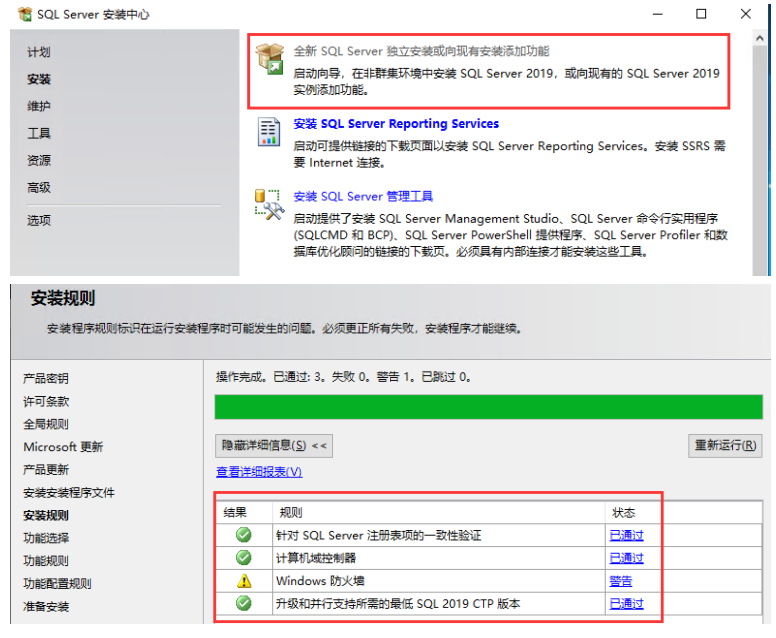 SQL Server 安装中心
计划
安装
维护
工具
资源
高级
选项
全新 SQL Server 独立安装或向现有安装添加功能
启动向导，在非群集环境中安装 SQL Server 2019，或向现有的 SQL Server 2019
实例添加功能。
安装 SQL Server Reporting Services
启动可提供链接的下载页面以安装 SQL Server Reporting Services。安装 SSRS 需
要 Internet 连接。
安装 SQL Server 管理工具
启动提供了安装 SQL Server Management Studio、SQL Server 命令行实用程序
(SQLCMD 和 BCP)、SQL Server PowerShell 提供程序、SQL Server Profiler 和数
据库优化顾问的链接的下载页。必须具有内部连接才能安装这些工具。
安装规则
安装程序规则标识在运行安装程序时可能发生的问题。必须更正所有失败，安装程序才能继续。
产品密钥
许可条款
全局规则
Microsoft 更新
产品更新
安装安装程序文件
安装规则
功能选择
功能规则
功能配置规则
准备安装
操作完成。已通过: 3。失败 0。警告 1。已跳过 0。
隐藏详细信息(S) << 重新运行(R)
查看详细报表(V)
结果 规则 状态
针对 SQL Server 注册表项的一致性验证 已通过
计算机域控制器 已通过
Windows 防火墙 警告
升级和并行支持所需的最低 SQL 2019 CTP 版本 已通过